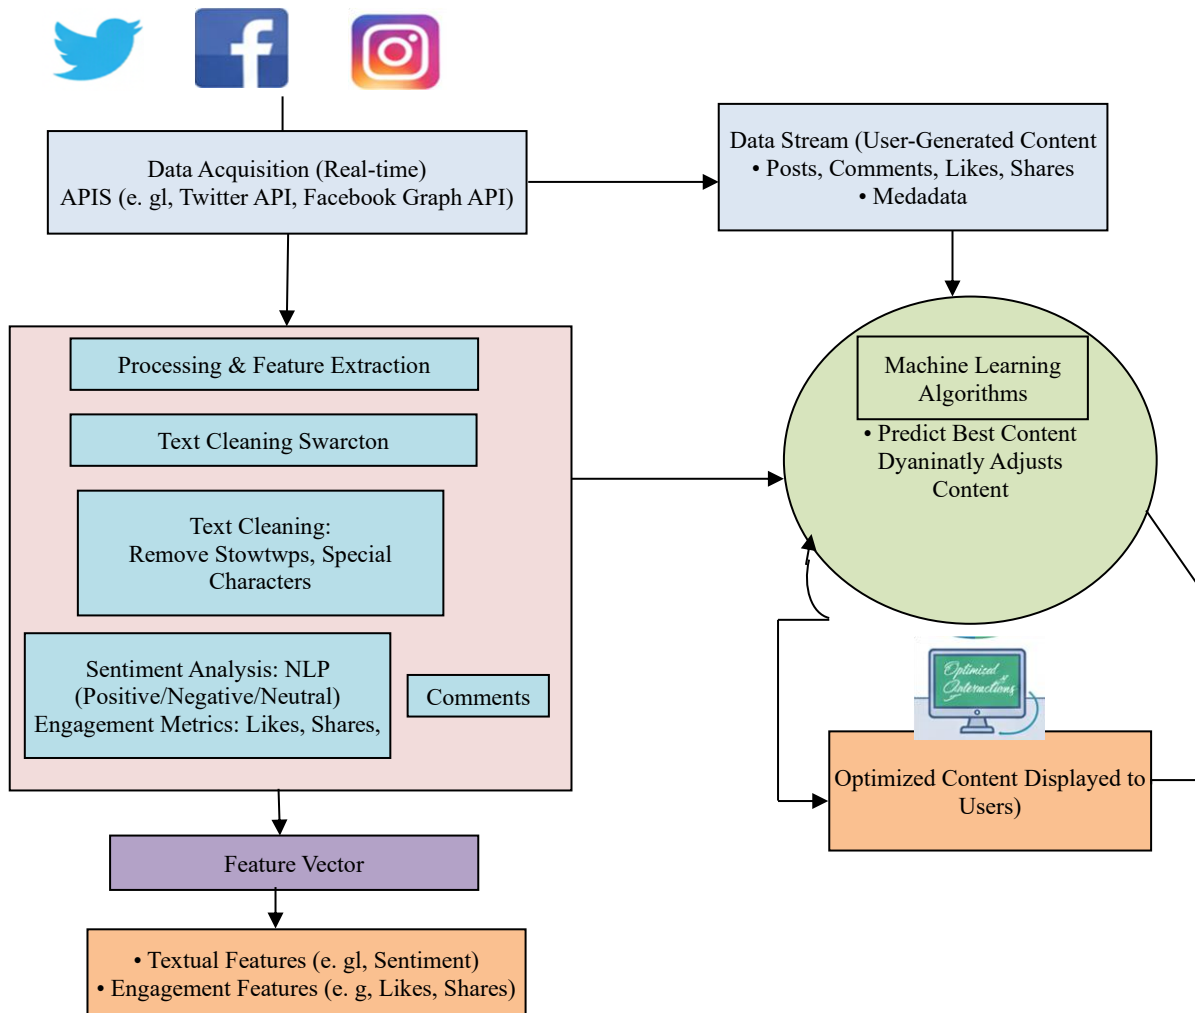 Data Acquisition (Real-time)
APIS (e. gl, Twitter API, Facebook Graph API)
Data Stream (User-Generated Content
• Posts, Comments, Likes, Shares
• Medadata
Processing & Feature Extraction
Text Cleaning Swarcton
Text Cleaning:
Remove Stowtwps, Special
Characters
Sentiment Analysis: NLP
(Positive/Negative/Neutral)
Engagement Metrics: Likes, Shares,
Comments
Machine Learning
Algorithms
• Predict Best Content
Dyaninatly Adjusts
Content
Optimized
Interactions
Optimized Content Displayed to
Users)
Feature Vector
• Textual Features (e. gl, Sentiment)
• Engagement Features (e. g, Likes, Shares)